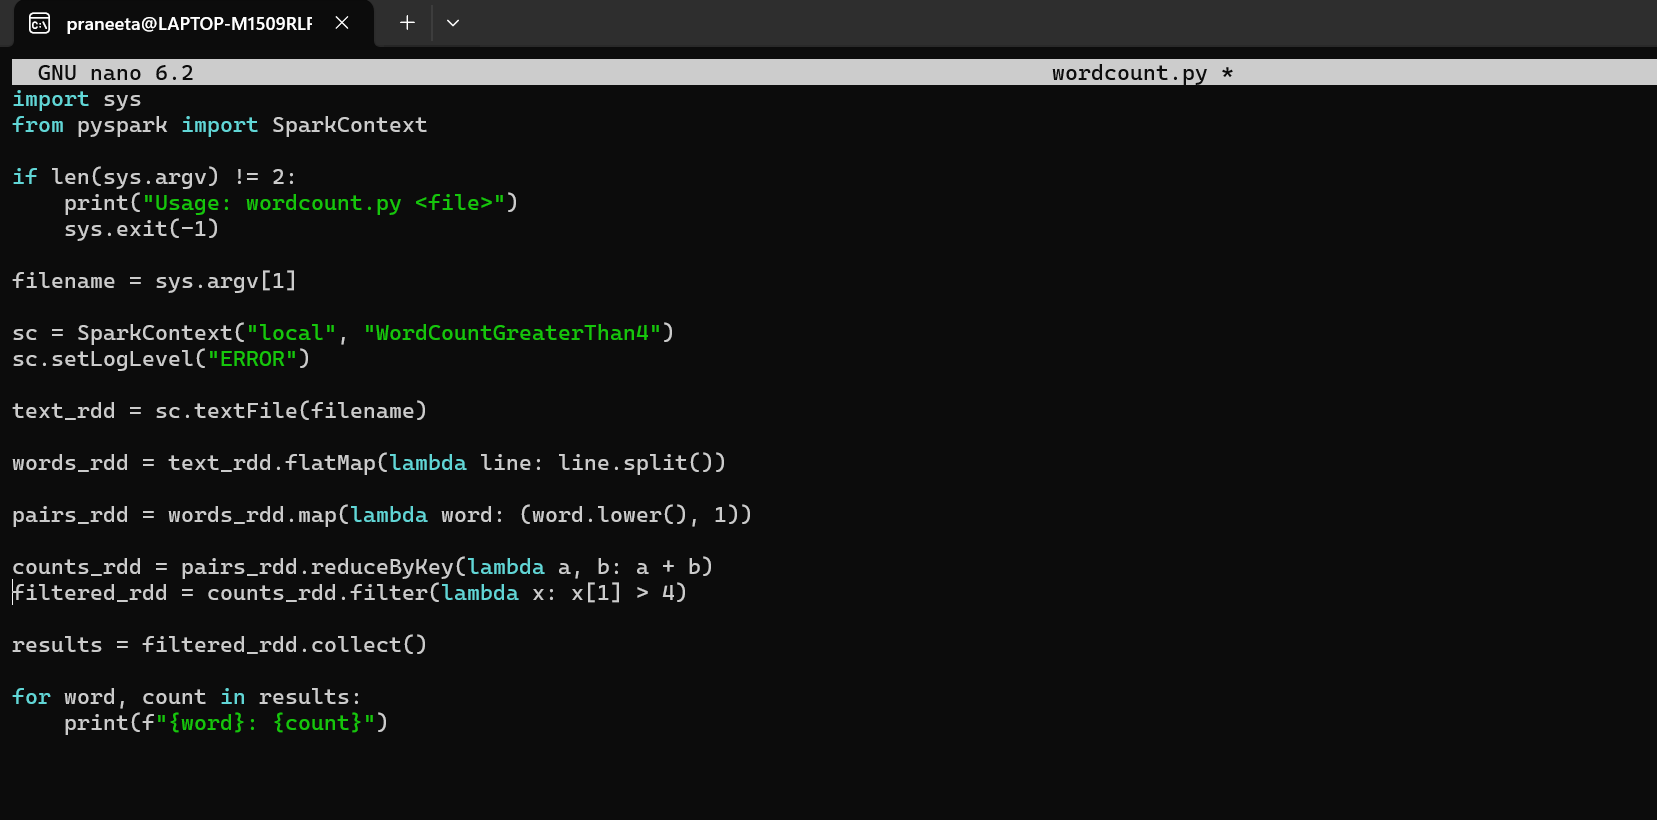 praneeta@LAPTOP-M1509RLF
GNU nano 6.2 wordcount.py *
import sys
from pyspark import SparkContext

if len(sys.argv) != 2:
    print("Usage: wordcount.py <file>")
    sys.exit(-1)

filename = sys.argv[1]

sc = SparkContext("local", "WordCountGreaterThan4")
sc.setLogLevel("ERROR")

text_rdd = sc.textFile(filename)

words_rdd = text_rdd.flatMap(lambda line: line.split())

pairs_rdd = words_rdd.map(lambda word: (word.lower(), 1))

counts_rdd = pairs_rdd.reduceByKey(lambda a, b: a + b)
filtered_rdd = counts_rdd.filter(lambda x: x[1] > 4)

results = filtered_rdd.collect()

for word, count in results:
    print(f"{word}: {count}")